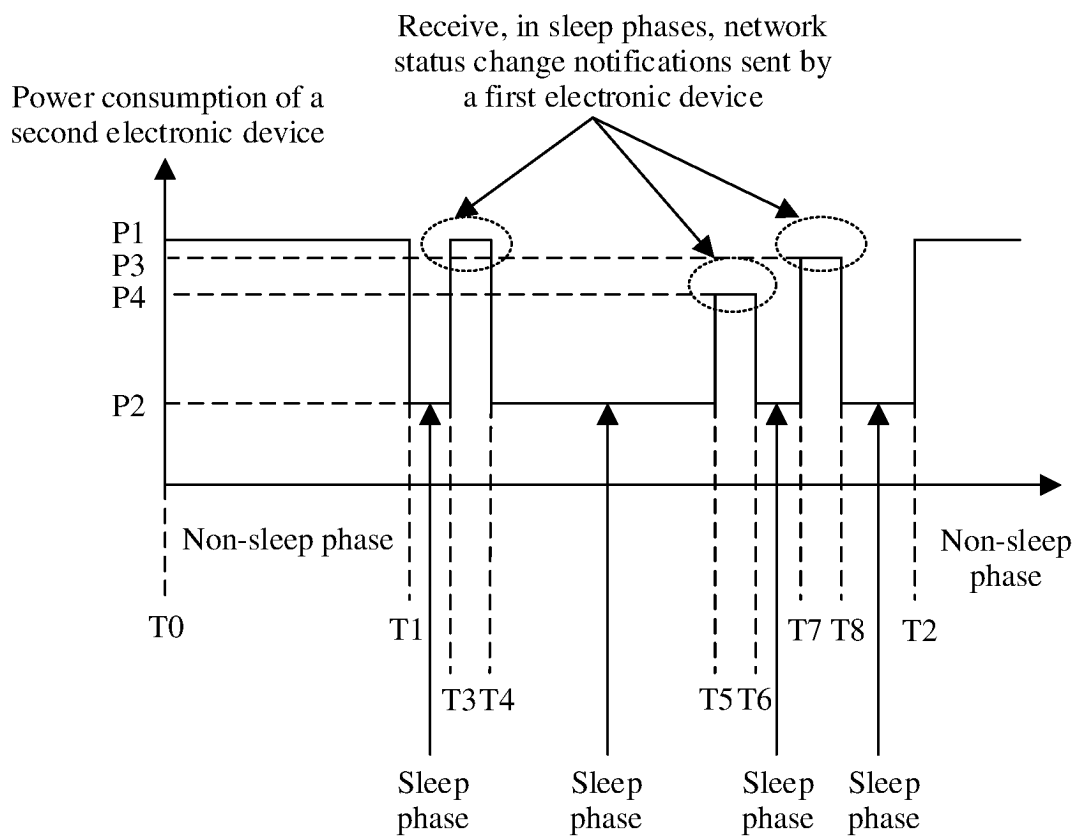 Receive, in sleep phases, network
status change notifications sent by
a first electronic device
Power consumption of a
second electronic device
P1
P3
P4
P2
Non-sleep phase
Non-sleep
phase
T0
T1
T7
T8
T2
T3
T4
T5
T6
Sleep
phase
Sleep
phase
Sleep
phase
Sleep
phase